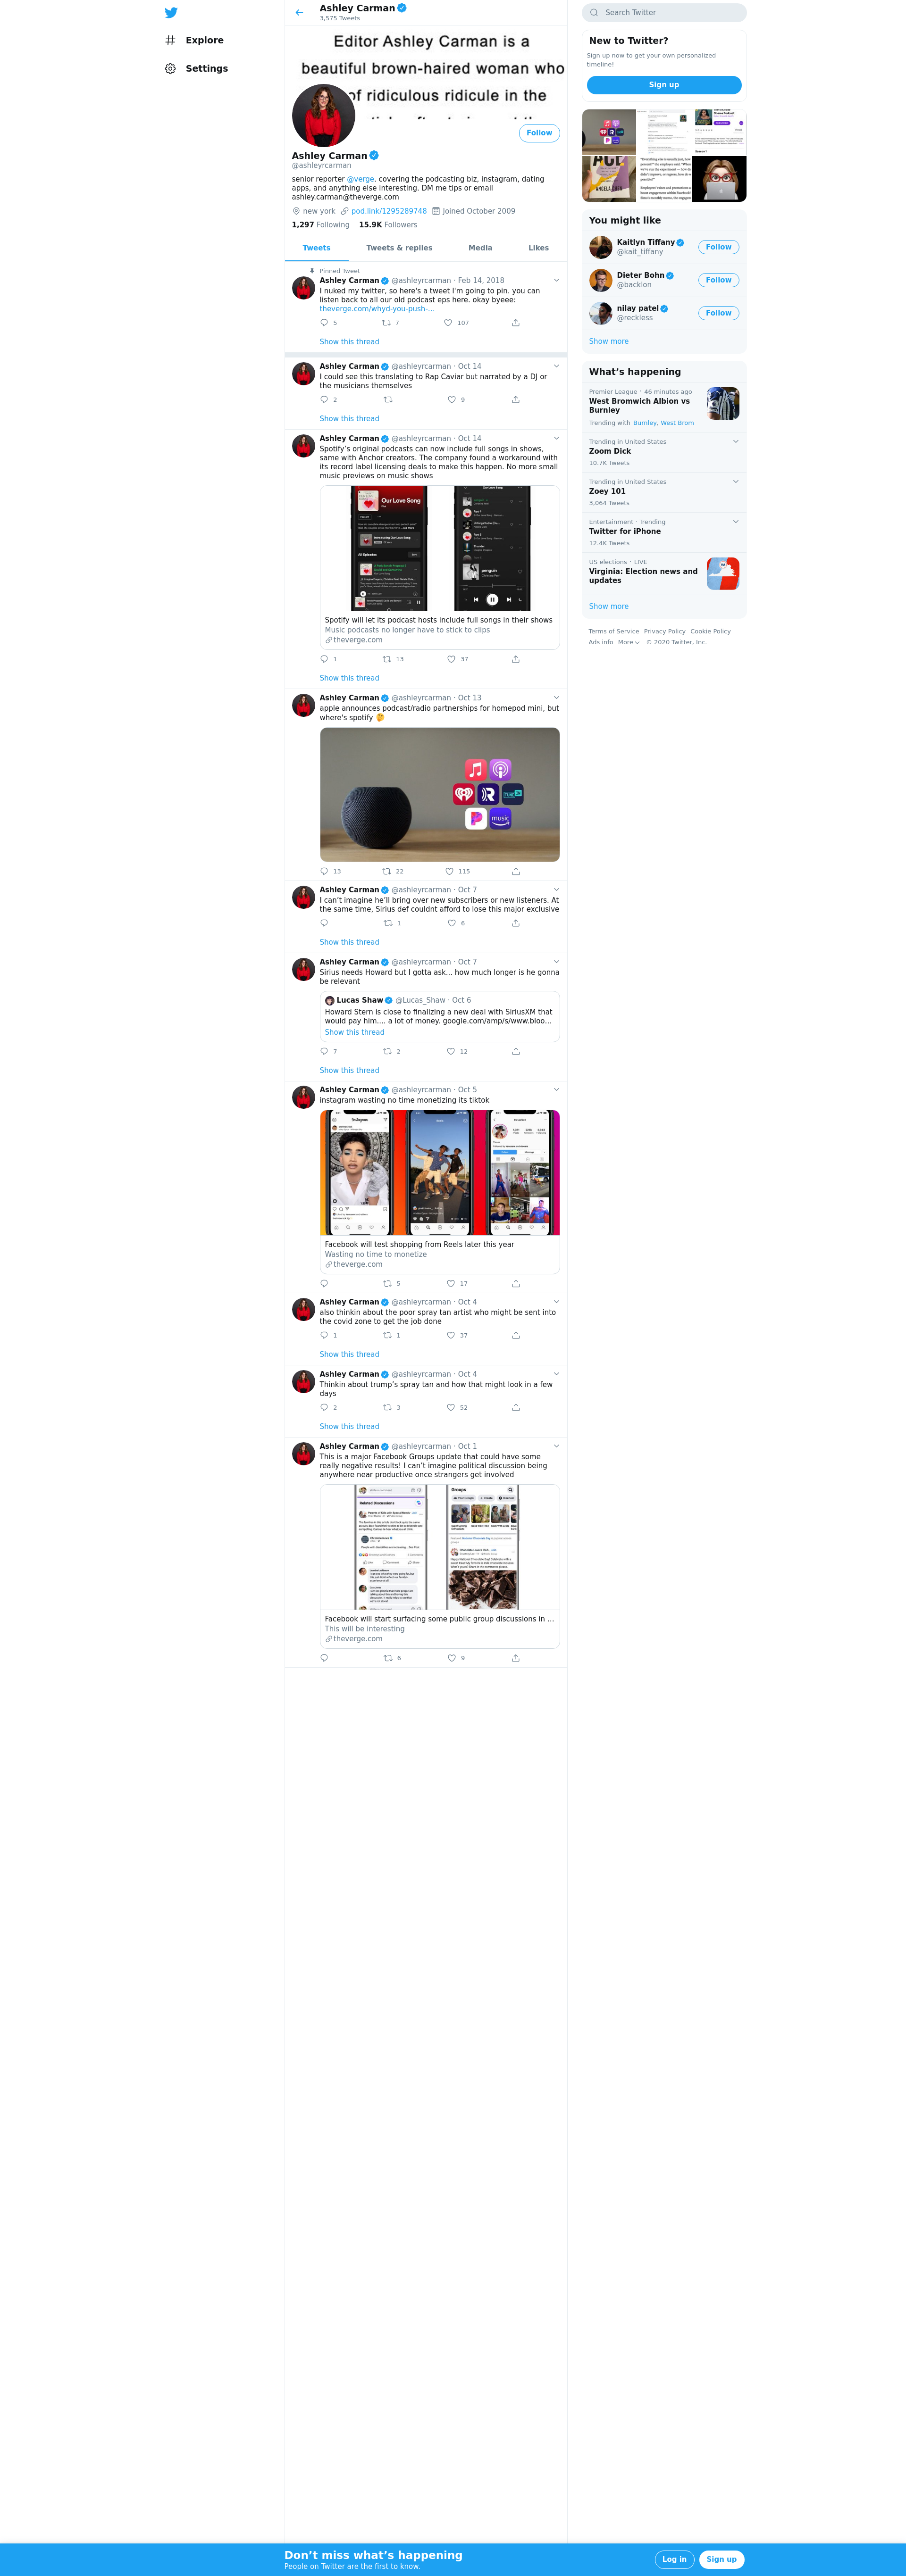 Explore
Settings
Ashley Carman
3,575 Tweets
Editor Ashley Carman is a
beautiful brown-haired woman who
of ridiculous ridicule in the
Follow
Ashley Carman
@ashleyrcarman
senior reporter @verge. covering the podcasting biz, instagram, dating
apps, and anything else interesting. DM me tips or email
ashley.carman@theverge.com
new york pod.link/1295289748 Joined October 2009
1,297 Following 15.9K Followers
Tweets Tweets & replies Media Likes
Pinned Tweet
Ashley Carman @ashleyrcarman · Feb 14, 2018
I nuked my twitter, so here's a tweet I'm going to pin. you can
listen back to all our old podcast eps here. okay byeee:
theverge.com/whyd-you-push-…
5 7 107
Show this thread
Ashley Carman @ashleyrcarman · Oct 14
I could see this translating to Rap Caviar but narrated by a DJ or
the musicians themselves
2 9
Show this thread
Ashley Carman @ashleyrcarman · Oct 14
Spotify's original podcasts can now include full songs in shows,
same with Anchor creators. The company found a workaround with
its record label licensing deals to make this happen. No more small
music previews on music shows
Our Love Song
All Episodes
penguin
Spotify will let its podcast hosts include full songs in their shows
Music podcasts no longer have to stick to clips
theverge.com
1 13 37
Show this thread
Ashley Carman @ashleyrcarman · Oct 13
apple announces podcast/radio partnerships for homepod mini, but
where's spotify 🤔
music
13 22 115
Ashley Carman @ashleyrcarman · Oct 7
I can't imagine he'll bring over new subscribers or new listeners. At
the same time, Sirius def couldnt afford to lose this major exclusive
1 6
Show this thread
Ashley Carman @ashleyrcarman · Oct 7
Sirius needs Howard but I gotta ask... how much longer is he gonna
be relevant
Lucas Shaw @Lucas_Shaw · Oct 6
Howard Stern is close to finalizing a new deal with SiriusXM that
would pay him.... a lot of money. google.com/amp/s/www.bloo…
Show this thread
7 2 12
Show this thread
Ashley Carman @ashleyrcarman · Oct 5
instagram wasting no time monetizing its tiktok
Instagram
Facebook will test shopping from Reels later this year
Wasting no time to monetize
theverge.com
5 17
Ashley Carman @ashleyrcarman · Oct 4
also thinkin about the poor spray tan artist who might be sent into
the covid zone to get the job done
1 1 37
Show this thread
Ashley Carman @ashleyrcarman · Oct 4
Thinkin about trump's spray tan and how that might look in a few
days
2 3 52
Show this thread
Ashley Carman @ashleyrcarman · Oct 1
This is a major Facebook Groups update that could have some
really negative results! I can't imagine political discussion being
anywhere near productive once strangers get involved
Related Discussions
Groups
Facebook will start surfacing some public group discussions in …
This will be interesting
theverge.com
6 9
Search Twitter
New to Twitter?
Sign up now to get your own personalized
timeline!
Sign up
You might like
Kaitlyn Tiffany
@kait_tiffany
Follow
Dieter Bohn
@backlon
Follow
nilay patel
@reckless
Follow
Show more
What's happening
Premier League · 46 minutes ago
West Bromwich Albion vs
Burnley
Trending with Burnley, West Brom
Trending in United States
Zoom Dick
10.7K Tweets
Trending in United States
Zoey 101
3,064 Tweets
Entertainment · Trending
Twitter for iPhone
12.4K Tweets
US elections · LIVE
Virginia: Election news and
updates
Show more
Terms of Service Privacy Policy Cookie Policy
Ads info More © 2020 Twitter, Inc.
Don't miss what's happening
People on Twitter are the first to know.
Log in
Sign up